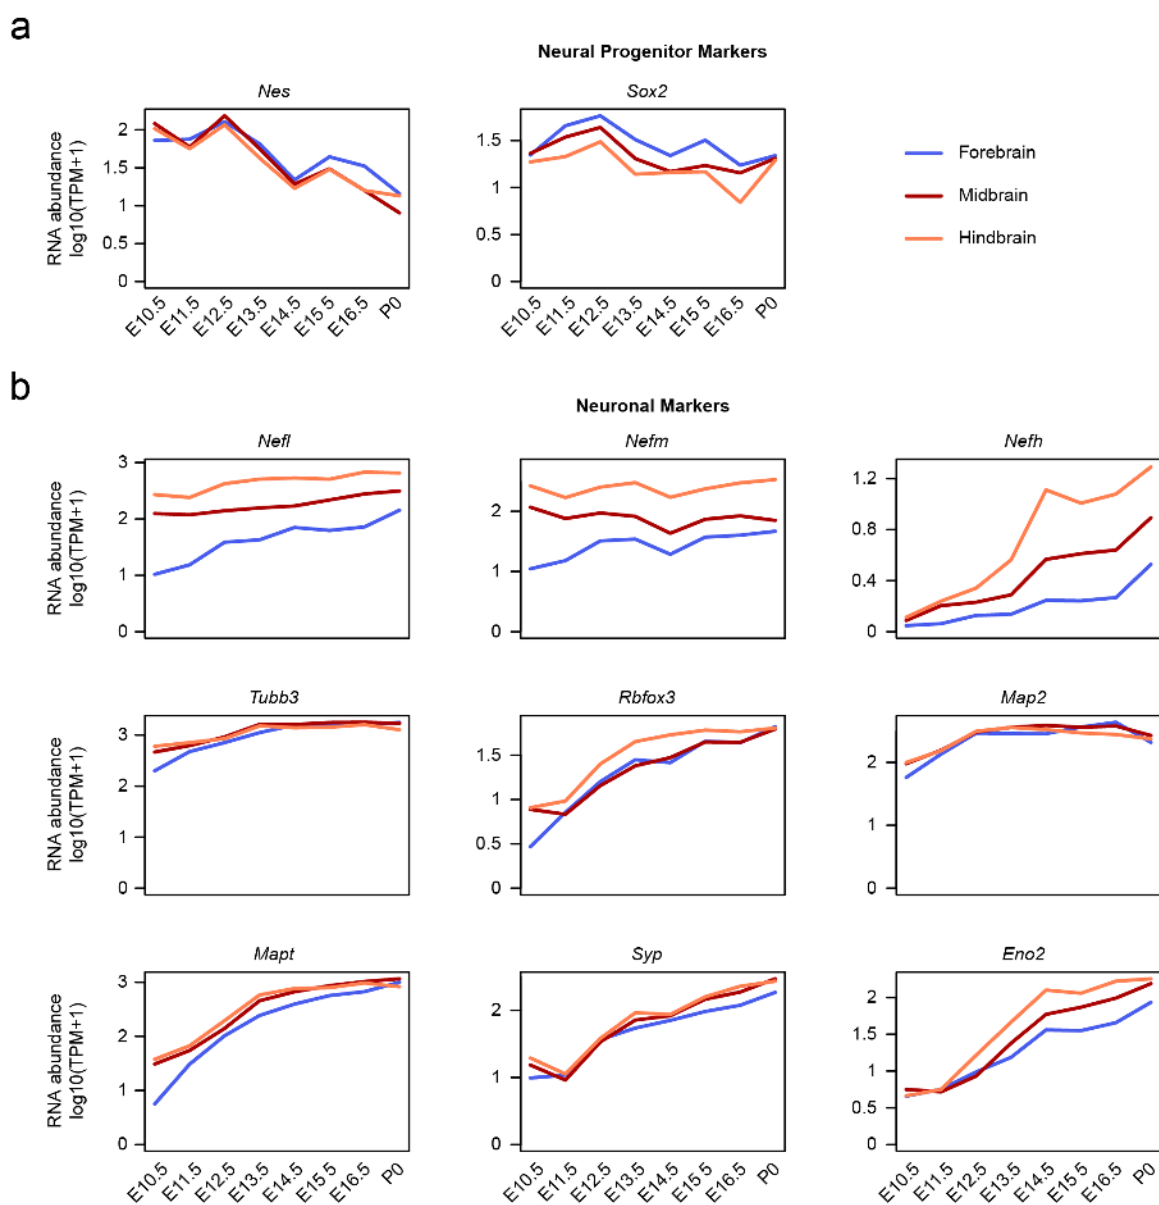 a
Neural Progenitor Markers
Nes
Sox2
RNA abundance
log10(TPM+1)
2
1.5
1
0.5
0
1.5
1
0.5
0
Forebrain
Midbrain
Hindbrain
E10.5 E11.5 E12.5 E13.5 E14.5 E15.5 E16.5 P0
E10.5 E11.5 E12.5 E13.5 E14.5 E15.5 E16.5 P0
b
Neuronal Markers
Nefl
Nefm
Nefh
RNA abundance
log10(TPM+1)
3
2
1
0
2
1
0
1.2
0.8
0.4
0
Tubb3
Rbfox3
Map2
RNA abundance
log10(TPM+1)
3
2
1
0
1.5
1
0.5
0
2
1
0
Mapt
Syp
Eno2
RNA abundance
log10(TPM+1)
3
2
1
0
2
1
0
2
1.5
1
0.5
0
E10.5 E11.5 E12.5 E13.5 E14.5 E15.5 E16.5 P0
E10.5 E11.5 E12.5 E13.5 E14.5 E15.5 E16.5 P0
E10.5 E11.5 E12.5 E13.5 E14.5 E15.5 E16.5 P0